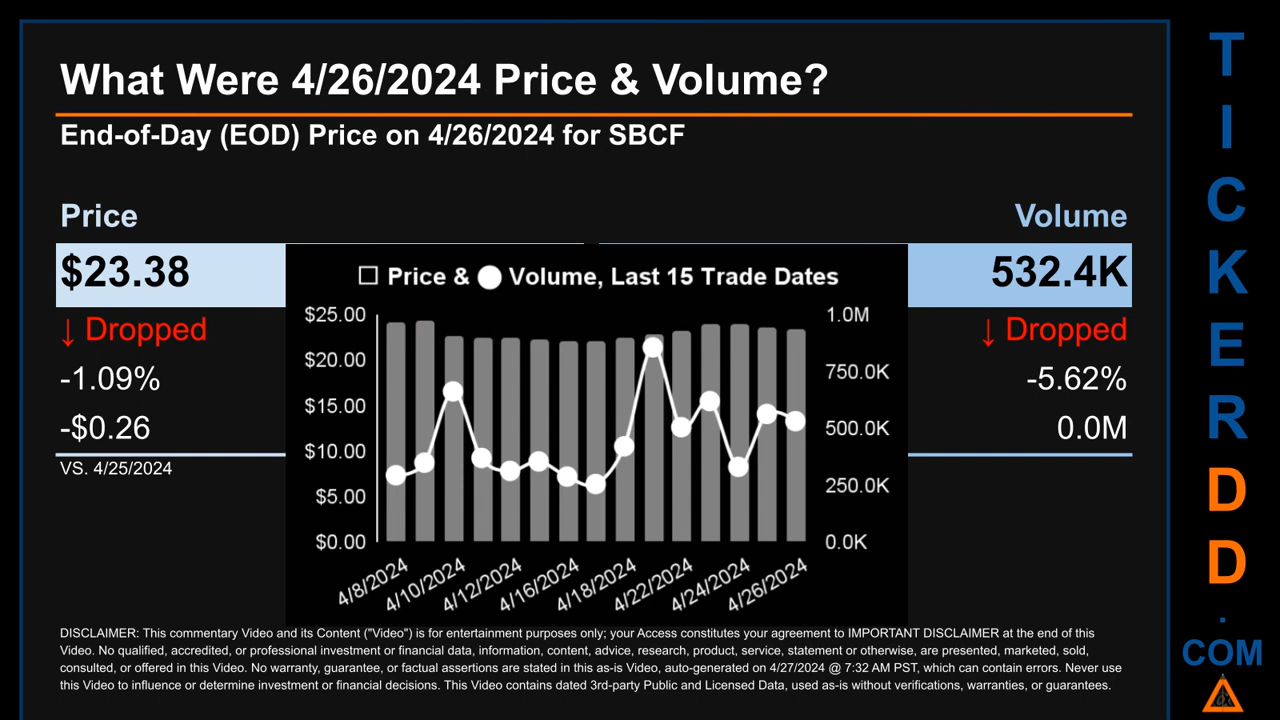 What Were 4/26/2024 Price & Volume?
End-of-Day (EOD) Price on 4/26/2024 for SBCF
Price
Volume
$23.38
532.4K
↓ Dropped
↓ Dropped
-1.09%
-5.62%
-$0.26
0.0M
VS. 4/25/2024
Price & Volume, Last 15 Trade Dates
$25.00
$20.00
$15.00
$10.00
$5.00
$0.00
1.0M
750.0K
500.0K
250.0K
0.0K
4/8/2024
4/10/2024
4/12/2024
4/16/2024
4/18/2024
4/22/2024
4/24/2024
4/26/2024
DISCLAIMER: This commentary Video and its Content ("Video") is for entertainment purposes only; your Access constitutes your agreement to IMPORTANT DISCLAIMER at the end of this
Video. No qualified, accredited, or professional investment or financial data, information, content, advice, research, product, service, statement or otherwise, are presented, marketed, sold,
consulted, or offered in this Video. No warranty, guarantee, or factual assertions are stated in this as-is Video, auto-generated on 4/27/2024 @ 7:32 AM PST, which can contain errors. Never use
this Video to influence or determine investment or financial decisions. This Video contains dated 3rd-party Public and Licensed Data, used as-is without verifications, warranties, or guarantees.
T
I
C
K
E
R
D
D
.
COM